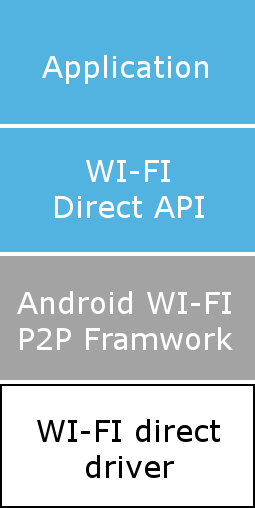 Application
WI-FI
Direct API
Android WI-FI
P2P Framwork
WI-FI direct
driver